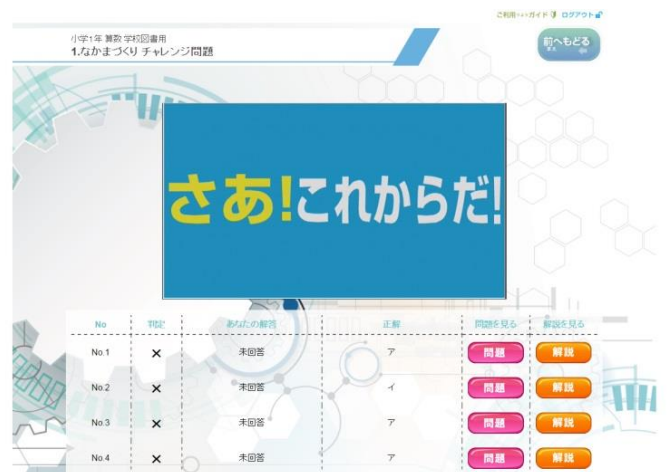 ご利用ガイド ログアウト
小学1年 算数 学校図書用
1.なかまづくり チャレンジ問題
前へもどる
さあ!これからだ!
No 判定 あなたの解答 正解 問題を見る 解説を見る
No.1 × 未回答 ア 問題 解説
No.2 × 未回答 イ 問題 解説
No.3 × 未回答 ア 問題 解説
No.4 × 未回答 ア 問題 解説